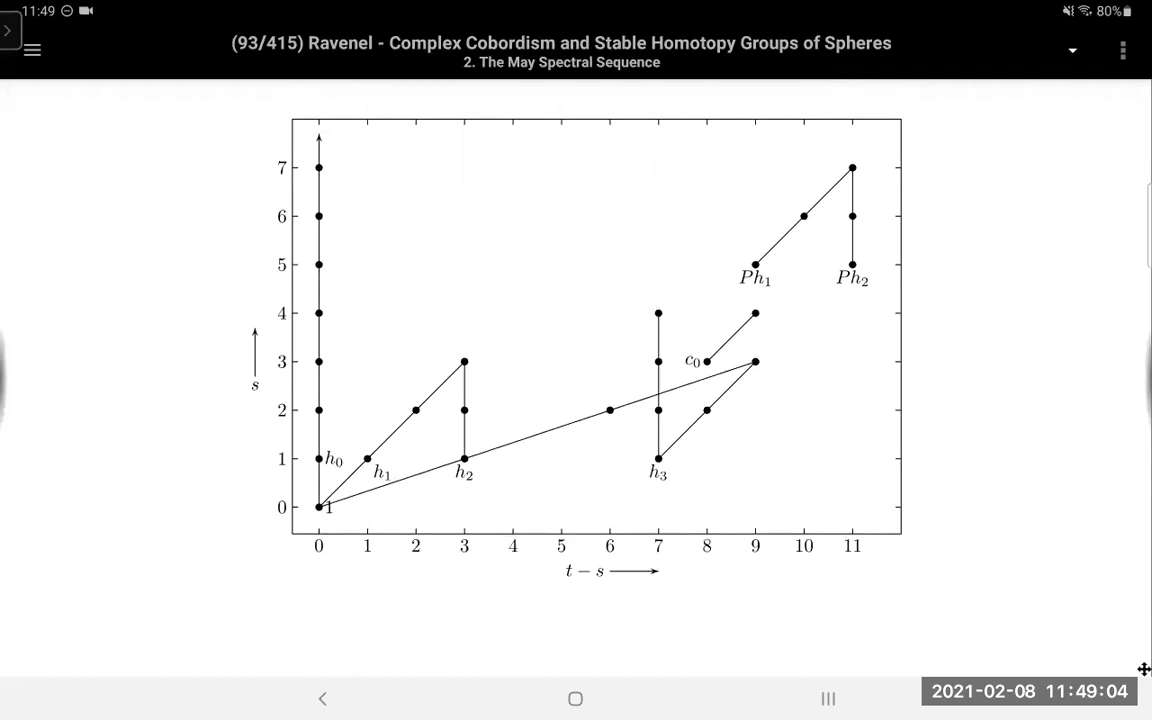 11:49
80%
(93/415) Ravenel - Complex Cobordism and Stable Homotopy Groups of Spheres
2. The May Spectral Sequence
7
6
5
Ph₁
Ph₂
4
s
3
c₀
2
1
h₀
h₁
h₂
h₃
0
1
0 1 2 3 4 5 6 7 8 9 10 11
t − s
2021-02-08 11:49:04